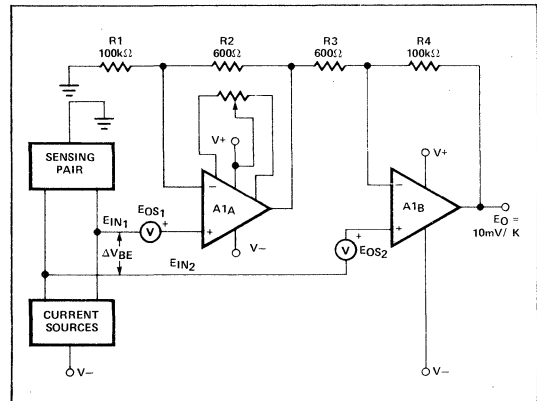 R1
100kΩ
R2
600Ω
R3
600Ω
R4
100kΩ
V+
SENSING
PAIR
V+
−
A1A
+
−
A1B
+
EIN1
EOS1
+
V
ΔVBE
V−
EIN2
+
V
EOS2
EO =
10mV/ K
CURRENT
SOURCES
V−
V−